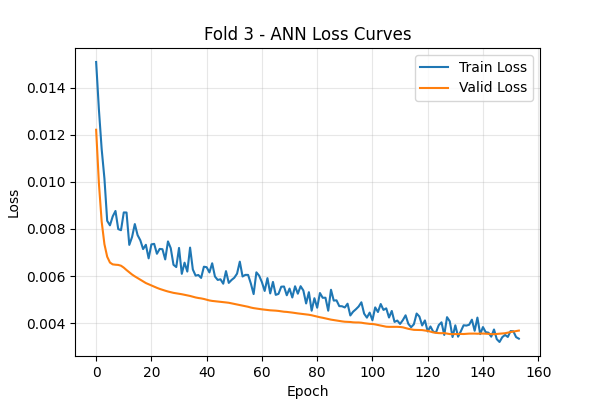 Fold 3 - ANN Loss Curves
Train Loss
Valid Loss
Loss
0.014
0.012
0.010
0.008
0.006
0.004
0 20 40 60 80 100 120 140 160
Epoch